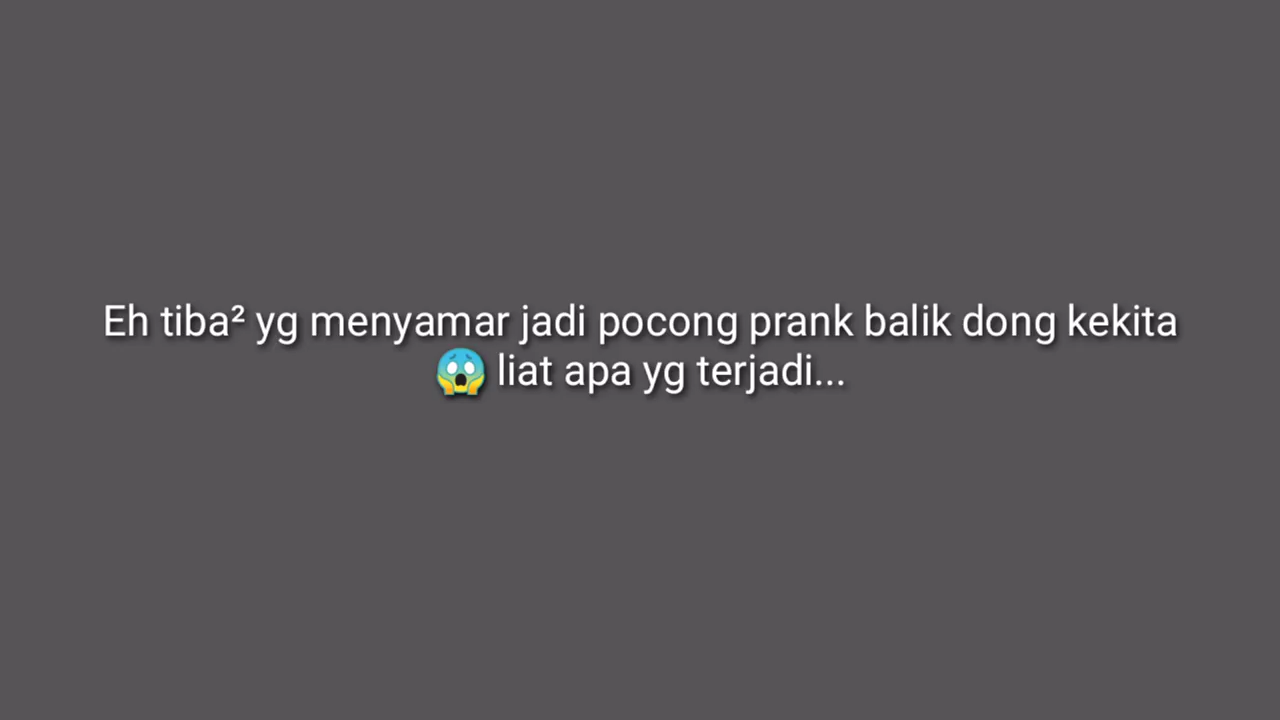 Eh tiba² yg menyamar jadi pocong prank balik dong kekita
😱 liat apa yg terjadi...